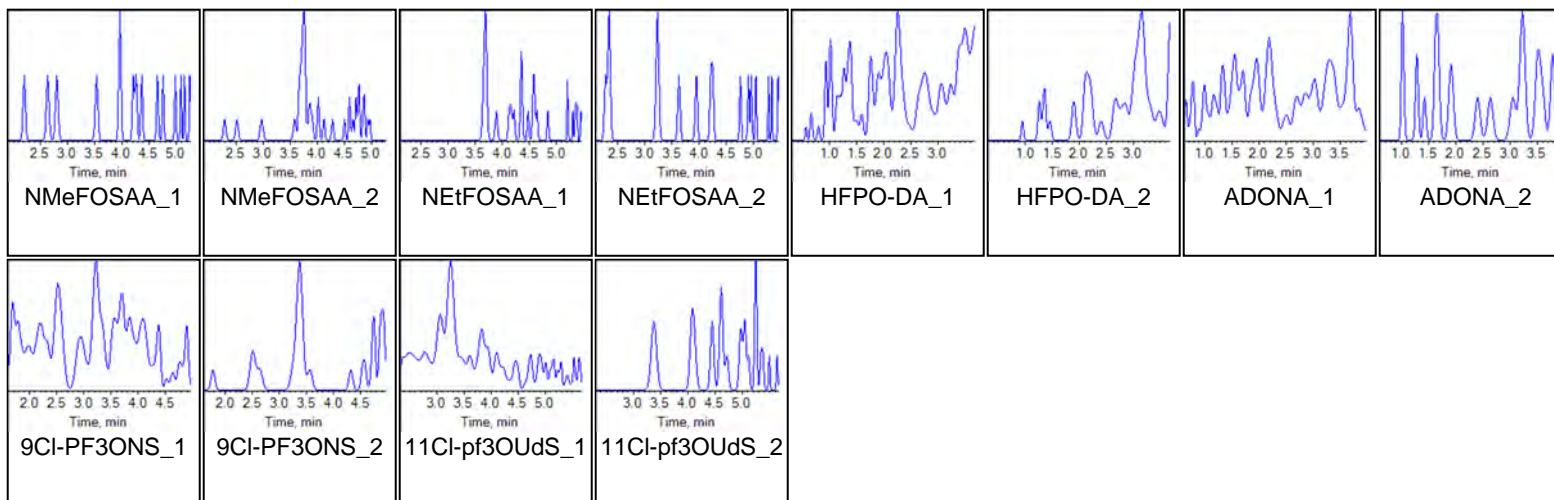 2.5 3.0 3.5 4.0 4.5 5.0
Time, min
NMeFOSAA_1
2.5 3.0 3.5 4.0 4.5 5.0
Time, min
NMeFOSAA_2
2.5 3.0 3.5 4.0 4.5 5.0
Time, min
NEtFOSAA_1
2.5 3.0 3.5 4.0 4.5 5.0
Time, min
NEtFOSAA_2
1.0 1.5 2.0 2.5 3.0
Time, min
HFPO-DA_1
1.0 1.5 2.0 2.5 3.0
Time, min
HFPO-DA_2
1.0 1.5 2.0 2.5 3.0 3.5
Time, min
ADONA_1
1.0 1.5 2.0 2.5 3.0 3.5
Time, min
ADONA_2
2.0 2.5 3.0 3.5 4.0 4.5
Time, min
9Cl-PF3ONS_1
2.0 2.5 3.0 3.5 4.0 4.5
Time, min
9Cl-PF3ONS_2
3.0 3.5 4.0 4.5 5.0
Time, min
11Cl-pf3OUdS_1
3.0 3.5 4.0 4.5 5.0
Time, min
11Cl-pf3OUdS_2